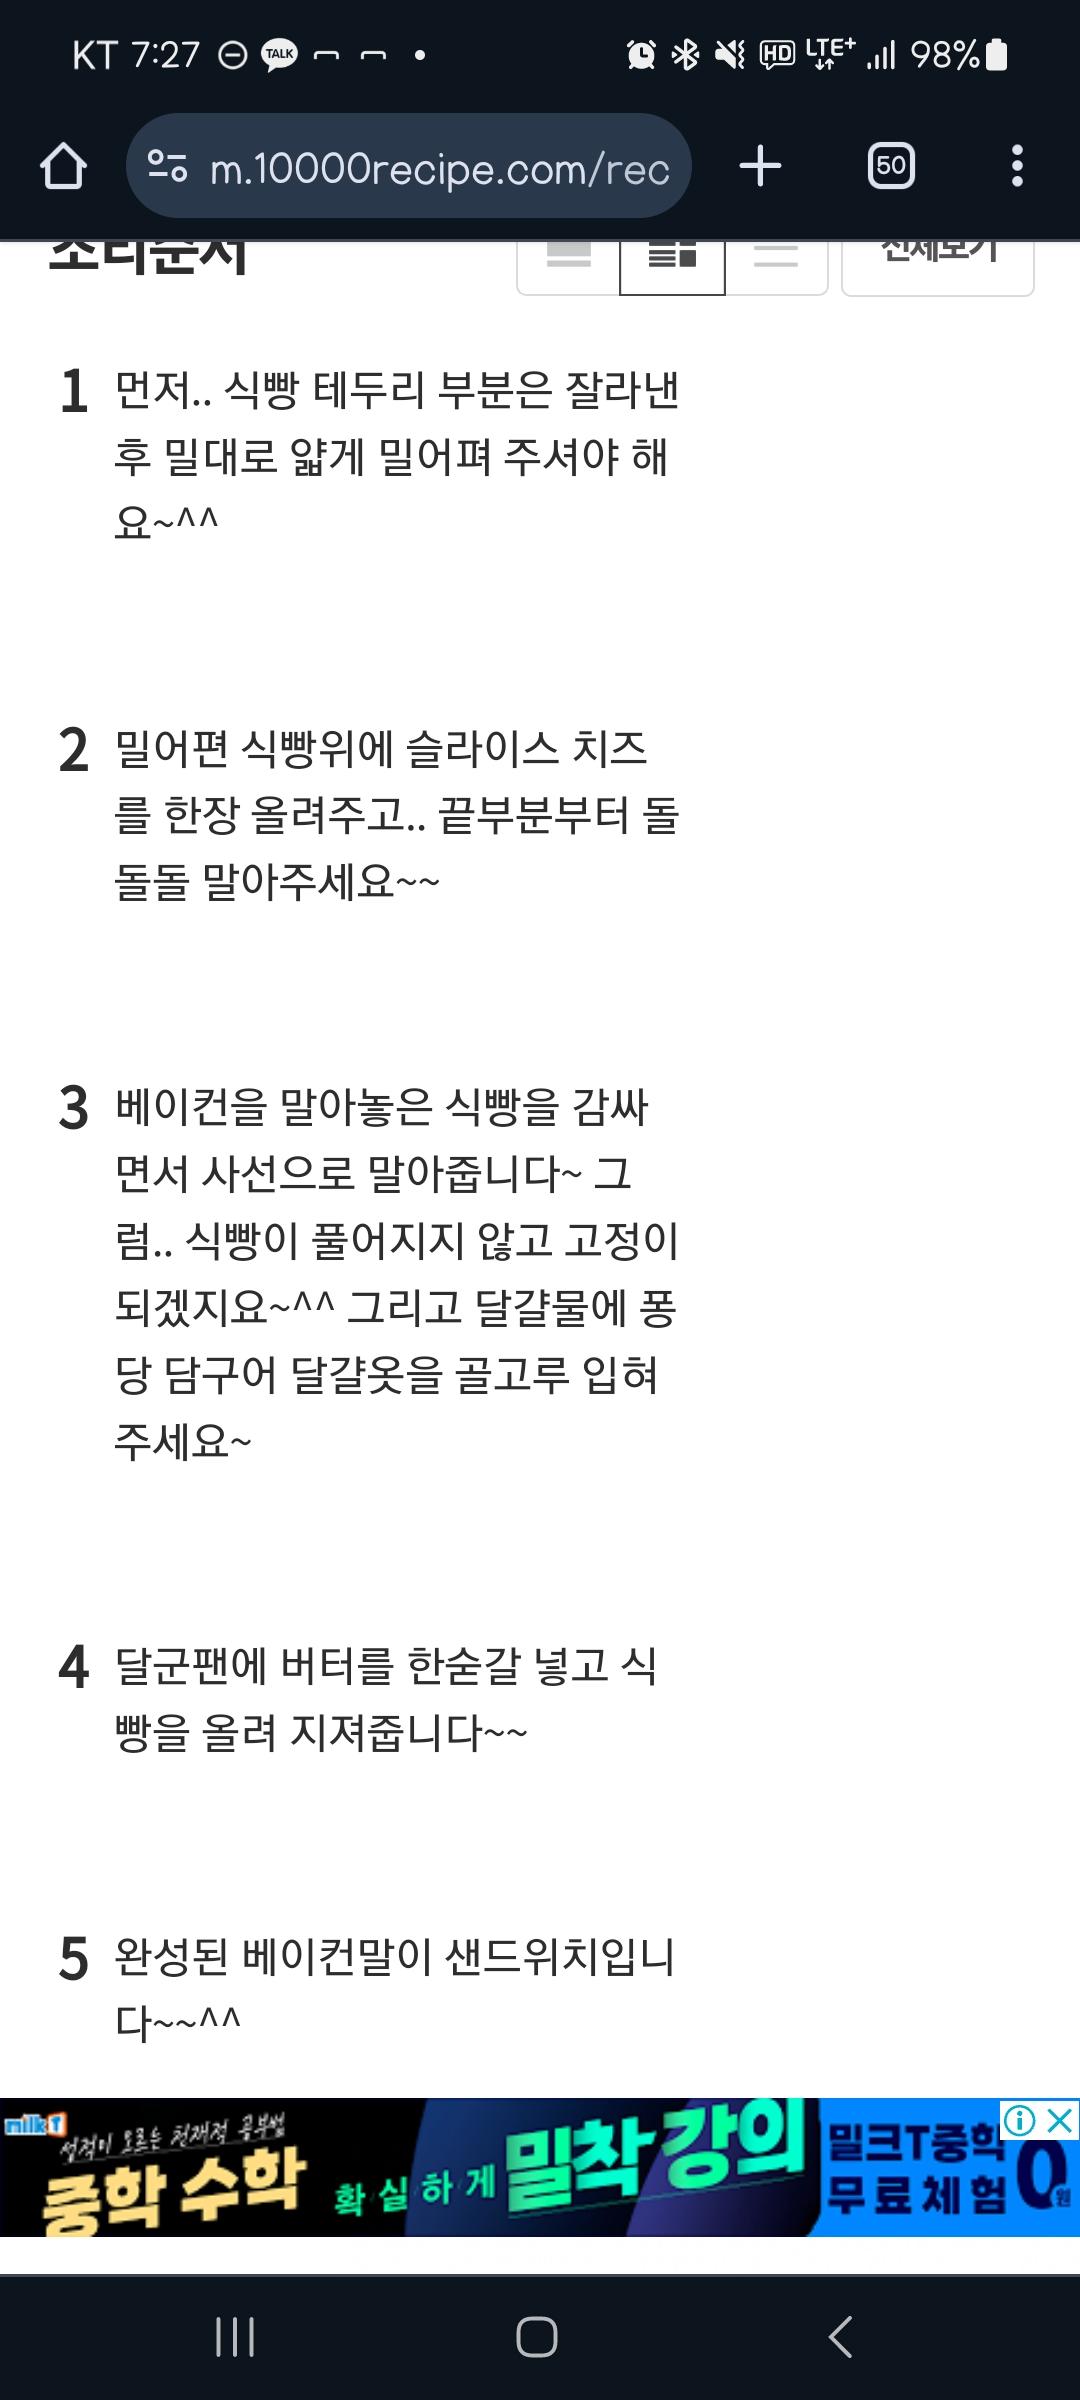 KT 7:27 TALK HD LTE+ 98%
m.10000recipe.com/rec 50
조리순서 전체보기
1 먼저.. 식빵 테두리 부분은 잘라낸
후 밀대로 얇게 밀어펴 주셔야 해
요~^^
2 밀어편 식빵위에 슬라이스 치즈
를 한장 올려주고.. 끝부분부터 돌
돌돌 말아주세요~~
3 베이컨을 말아놓은 식빵을 감싸
면서 사선으로 말아줍니다~ 그
럼.. 식빵이 풀어지지 않고 고정이
되겠지요~^^ 그리고 달걀물에 퐁
당 담구어 달걀옷을 골고루 입혀
주세요~
4 달군팬에 버터를 한숟갈 넣고 식
빵을 올려 지져줍니다~~
5 완성된 베이컨말이 샌드위치입니
다~~^^
milkT
성적이 오르는 천재적 공부법
중학 수학
확실하게 밀착 강의
밀크T중학
무료체험 0원